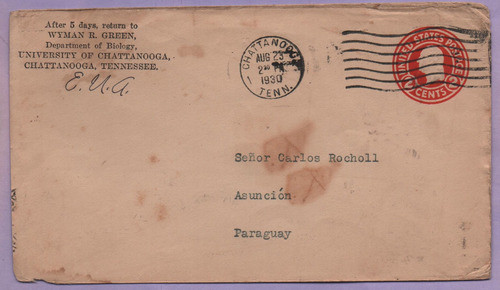 After 5 days, return to
WYMAN R. GREEN,
Department of Biology,
UNIVERSITY OF CHATTANOOGA,
CHATTANOOGA, TENNESSEE.
E.U.A.
CHATTANOOGA
AUG 23
1930
TENN.
1
UNITED STATES POSTAGE
CENTS
Señor Carlos Rocholl
Asunción
Paraguay